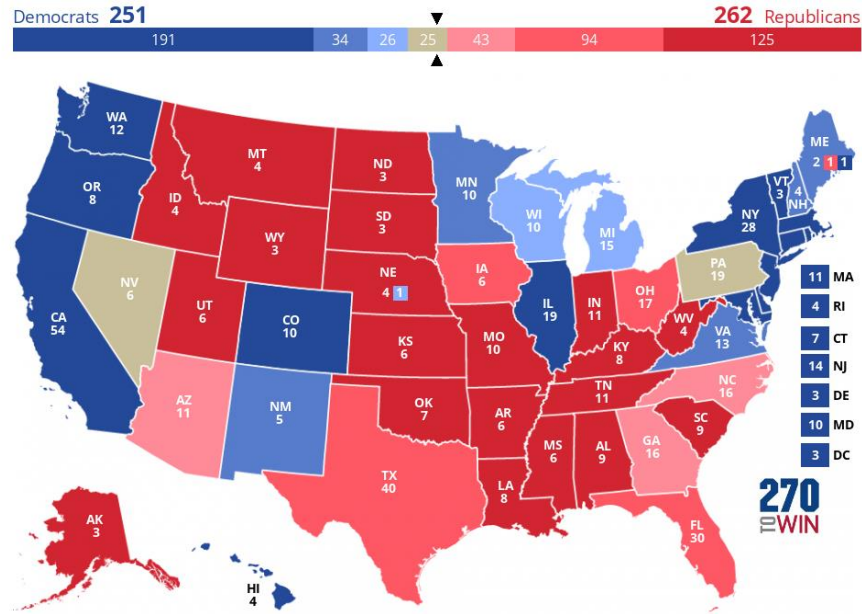 Democrats 251
262 Republicans
191 34 26 25 43 94 125
WA
12
OR
8
CA
54
NV
6
ID
4
MT
4
WY
3
UT
6
AZ
11
CO
10
NM
5
ND
3
SD
3
NE
4 1
KS
6
OK
7
TX
40
MN
10
IA
6
MO
10
AR
6
LA
8
WI
10
IL
19
MI
15
IN
11
OH
17
KY
8
TN
11
MS
6
AL
9
GA
16
FL
30
SC
9
NC
16
VA
13
WV
4
PA
19
NY
28
VT
3
4
NH
ME
2 1 1
11 MA
4 RI
7 CT
14 NJ
3 DE
10 MD
3 DC
AK
3
HI
4
270
TO WIN